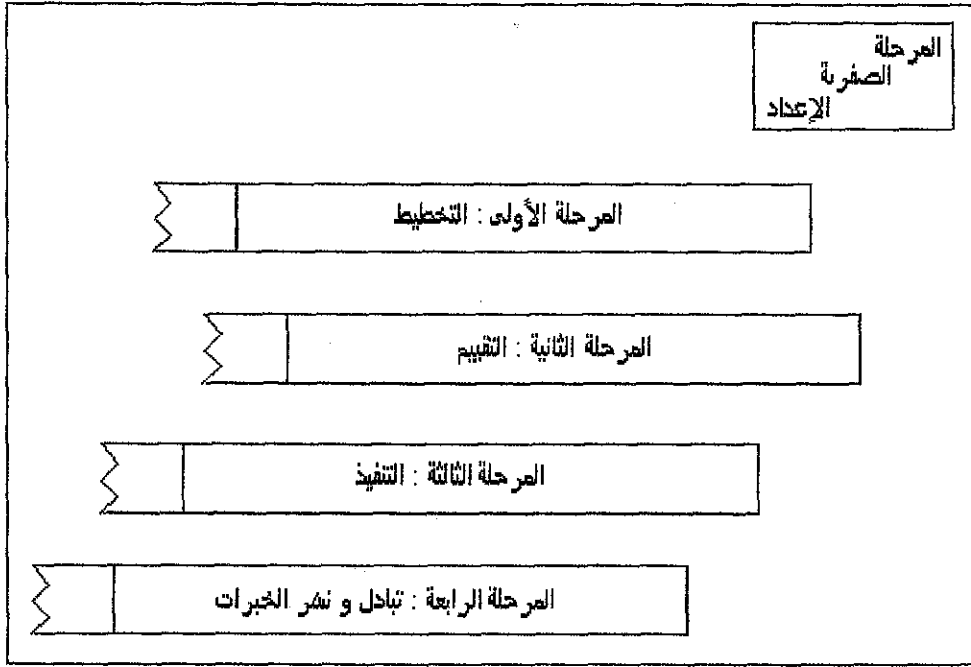 المرحلة
الصفرية
الإعداد
المرحلة الأولى : التخطيط
المرحلة الثانية : التقييم
المرحلة الثالثة : التنفيذ
المرحلة الرابعة : تبادل و نشر الخبرات